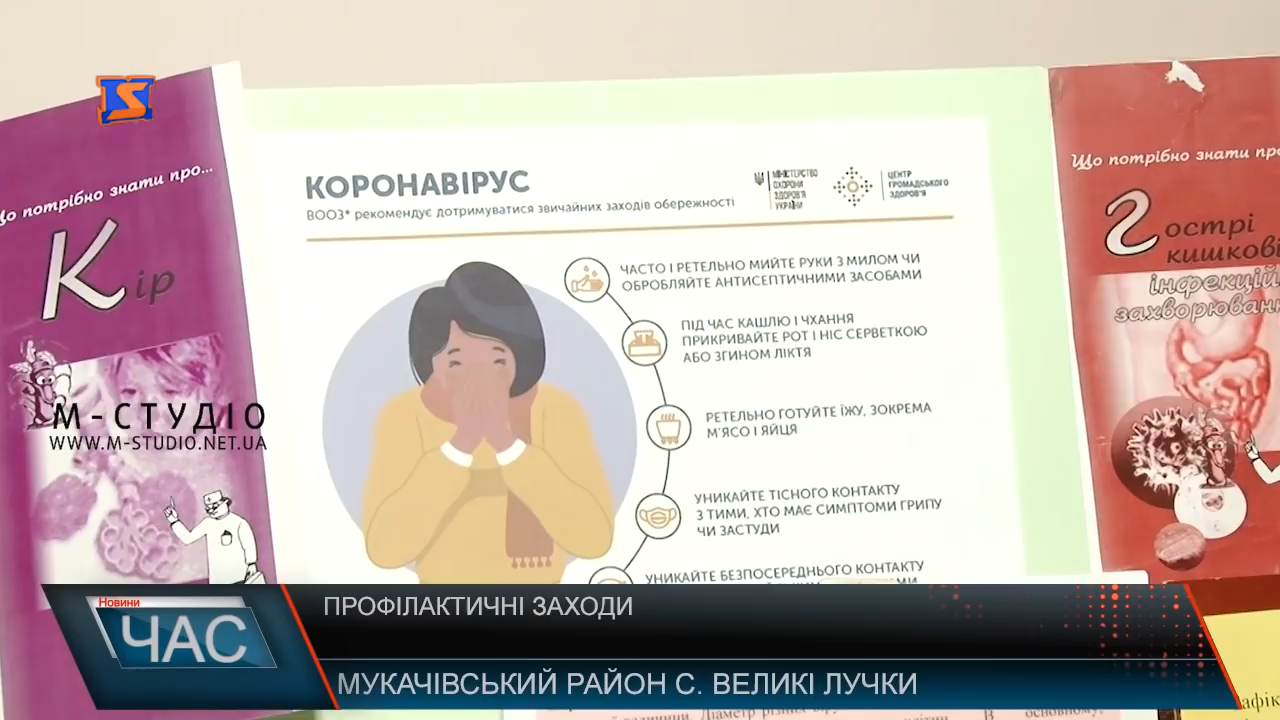 Що потрібно знати про...
Кір
М-СТУДІО
WWW.M-STUDIO.NET.UA
КОРОНАВІРУС
ВООЗ* рекомендує дотримуватися звичайних заходів обережності
МІНІСТЕРСТВО
ОХОРОНИ
ЗДОРОВ'Я
УКРАЇНИ
ЦЕНТР
ГРОМАДСЬКОГО
ЗДОРОВ'Я
ЧАСТО І РЕТЕЛЬНО МИЙТЕ РУКИ З МИЛОМ ЧИ
ОБРОБЛЯЙТЕ АНТИСЕПТИЧНИМИ ЗАСОБАМИ
ПІД ЧАС КАШЛЮ І ЧХАННЯ
ПРИКРИВАЙТЕ РОТ І НІС СЕРВЕТКОЮ
АБО ЗГИНОМ ЛІКТЯ
РЕТЕЛЬНО ГОТУЙТЕ ЇЖУ, ЗОКРЕМА
М'ЯСО І ЯЙЦЯ
УНИКАЙТЕ ТІСНОГО КОНТАКТУ
З ТИМИ, ХТО МАЄ СИМПТОМИ ГРИПУ
ЧИ ЗАСТУДИ
УНИКАЙТЕ БЕЗПОСЕРЕДНЬОГО КОНТАКТУ
Що потрібно знати про
Гострі
кишкові
інфекцій
захворюван
Новини
ЧАС
ПРОФІЛАКТИЧНІ ЗАХОДИ
МУКАЧІВСЬКИЙ РАЙОН С. ВЕЛИКІ ЛУЧКИ